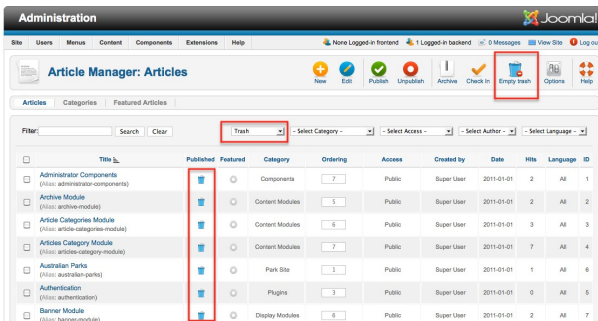 Administration
Joomla!
Site Users Menus Content Components Extensions Help None Logged-in frontend 1 Logged-in backend 0 Messages View Site Log ou
Article Manager: Articles
New Edit Publish Unpublish Archive Check In Empty trash Options Help
Articles Categories Featured Articles
Filter: Search Clear Trash - Select Category - - Select Access - - Select Author - - Select Language -
Title Published Featured Category Ordering Access Created by Date Hits Language ID
Administrator Components Components 7 Public Super User 2011-01-01 2 All 1
(Alias: administrator-components)
Archive Module Content Modules 5 Public Super User 2011-01-01 2 All 2
(Alias: archive-module)
Article Categories Module Content Modules 6 Public Super User 2011-01-01 3 All 3
(Alias: article-categories-module)
Articles Category Module Content Modules 7 Public Super User 2011-01-01 7 All 4
(Alias: articles-category-module)
Australian Parks Park Site 1 Public Super User 2011-01-01 1 All 6
(Alias: australian-parks)
Authentication Plugins 3 Public Super User 2011-01-01 0 All 5
(Alias: authentication)
Banner Module Display Modules 6 Public Super User 2011-01-01 2 All 7
(Alias: banner-module)